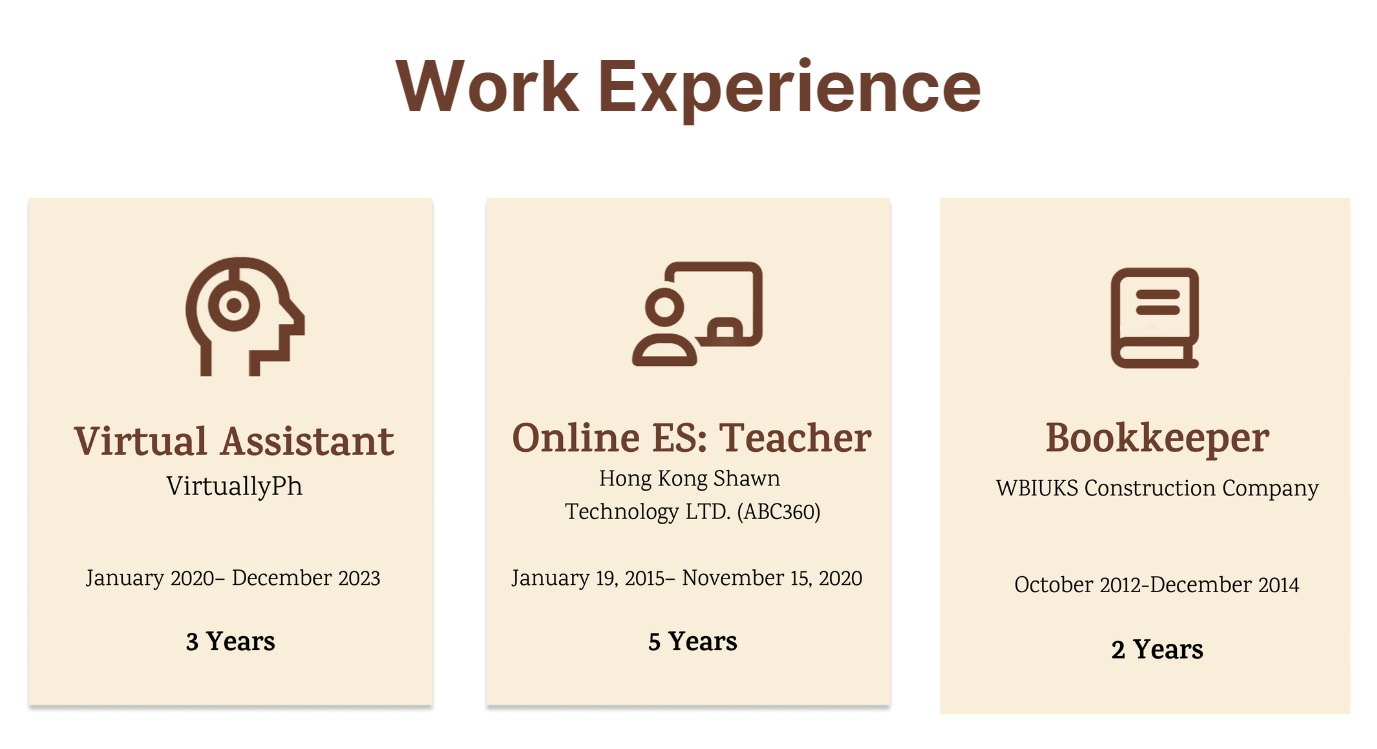 Work Experience
Virtual Assistant
VirtuallyPh
January 2020– December 2023
3 Years
Online ES: Teacher
Hong Kong Shawn
Technology LTD. (ABC360)
January 19, 2015– November 15, 2020
5 Years
Bookkeeper
WBIUKS Construction Company
October 2012-December 2014
2 Years